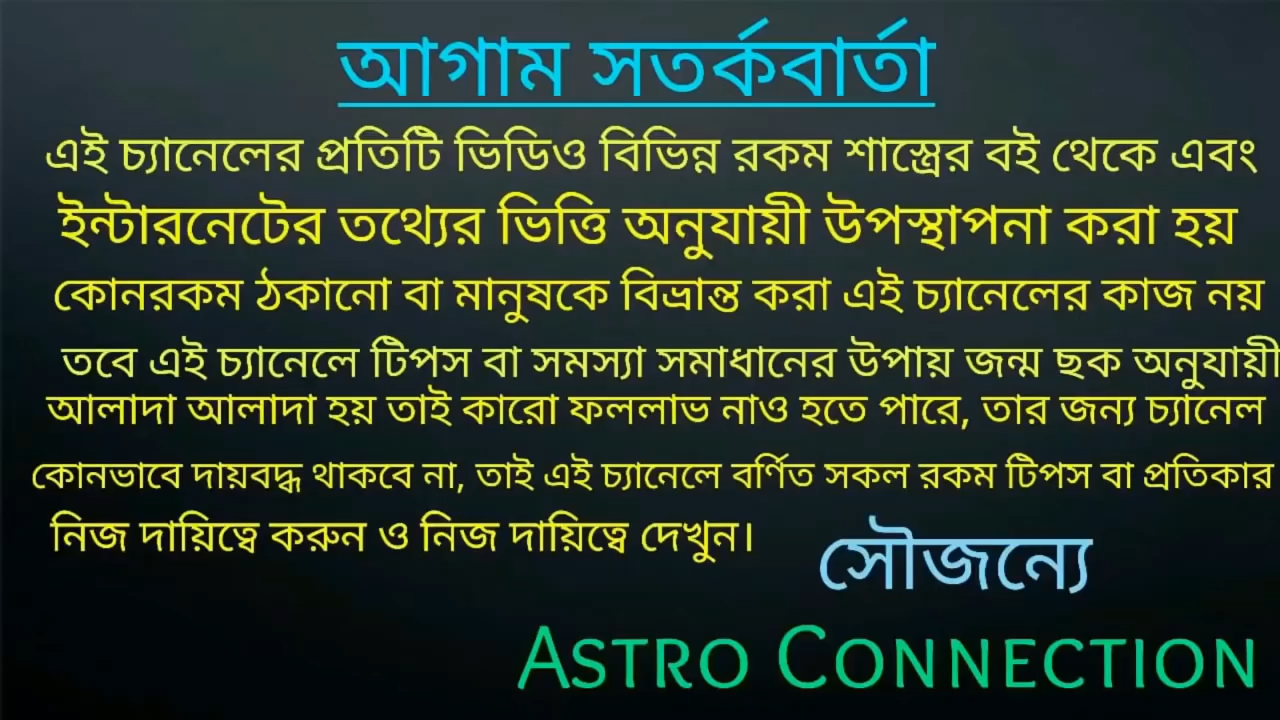 আগাম সতর্কবার্তা
এই চ্যানেলের প্রতিটি ভিডিও বিভিন্ন রকম শাস্ত্রের বই থেকে এবং
ইন্টারনেটের তথ্যের ভিত্তি অনুযায়ী উপস্থাপনা করা হয়
কোনরকম ঠকানো বা মানুষকে বিভ্রান্ত করা এই চ্যানেলের কাজ নয়
তবে এই চ্যানেলে টিপস বা সমস্যা সমাধানের উপায় জন্ম ছক অনুযায়ী
আলাদা আলাদা হয় তাই কারো ফললাভ নাও হতে পারে, তার জন্য চ্যানেল
কোনভাবে দায়বদ্ধ থাকবে না, তাই এই চ্যানেলে বর্ণিত সকল রকম টিপস বা প্রতিকার
নিজ দায়িত্বে করুন ও নিজ দায়িত্বে দেখুন।
সৌজন্যে
ASTRO CONNECTION